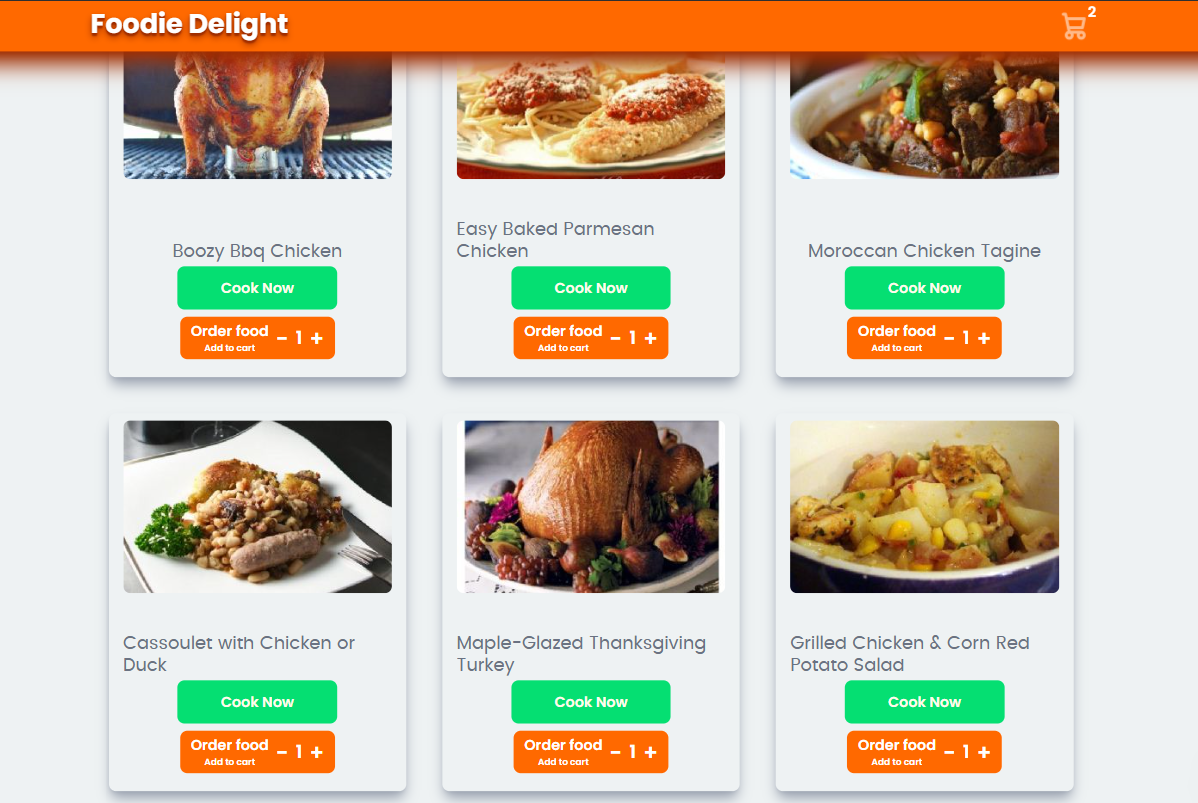 Foodie Delight
2
Boozy Bbq Chicken
Cook Now
Order food
Add to cart
− 1 +
Easy Baked Parmesan
Chicken
Cook Now
Order food
Add to cart
− 1 +
Moroccan Chicken Tagine
Cook Now
Order food
Add to cart
− 1 +
Cassoulet with Chicken or
Duck
Cook Now
Order food
Add to cart
− 1 +
Maple-Glazed Thanksgiving
Turkey
Cook Now
Order food
Add to cart
− 1 +
Grilled Chicken & Corn Red
Potato Salad
Cook Now
Order food
Add to cart
− 1 +